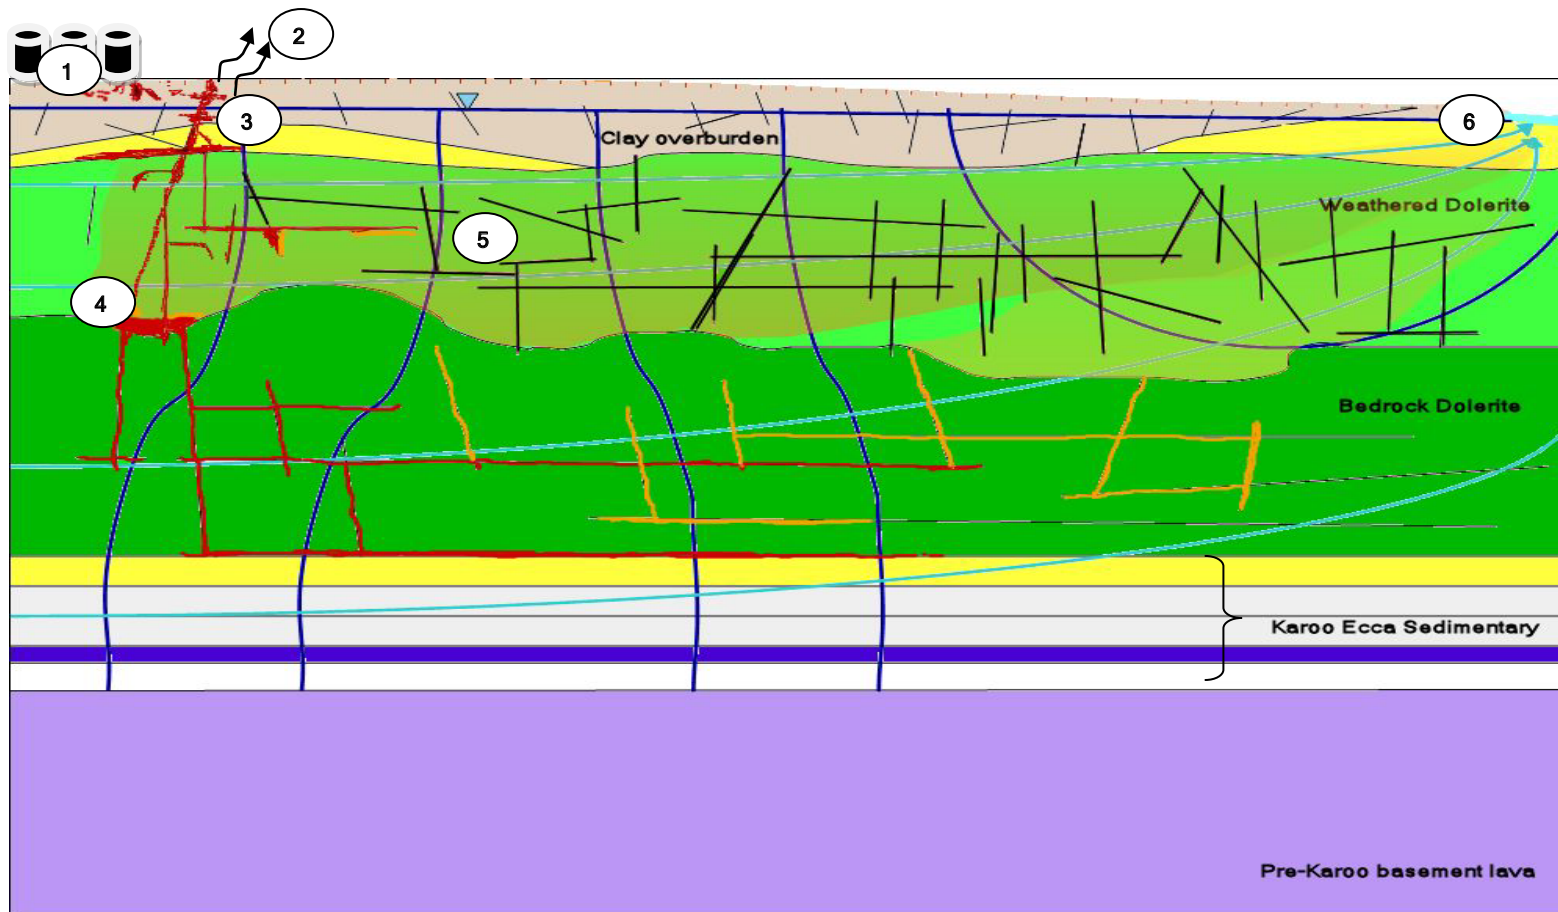 2
1
3
6
Clay overburden
Weathered Dolerite
5
4
Bedrock Dolerite
Karoo Ecca Sedimentary
Pre-Karoo basement lava